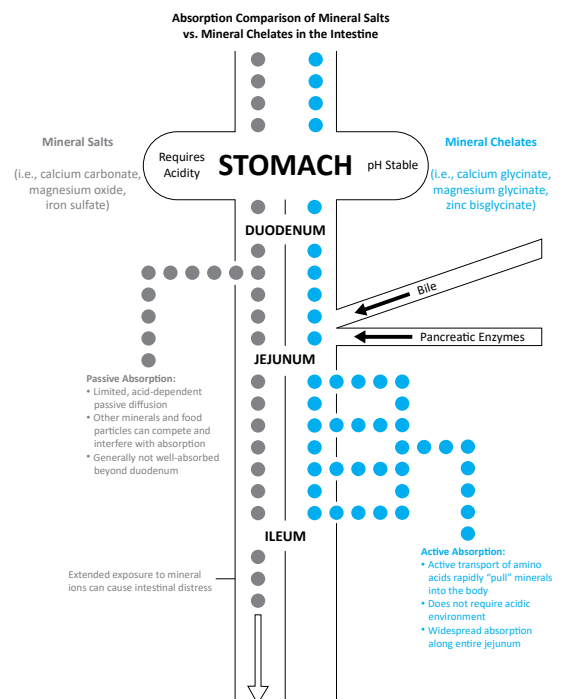 Absorption Comparison of Mineral Salts
vs. Mineral Chelates in the Intestine
Mineral Salts
(i.e., calcium carbonate,
magnesium oxide,
iron sulfate)
Requires
Acidity
STOMACH
pH Stable
Mineral Chelates
(i.e., calcium glycinate,
magnesium glycinate,
zinc bisglycinate)
DUODENUM
Bile
Pancreatic Enzymes
JEJUNUM
Passive Absorption:
• Limited, acid-dependent
passive diffusion
• Other minerals and food
particles can compete and
interfere with absorption
• Generally not well-absorbed
beyond duodenum
ILEUM
Active Absorption:
• Active transport of amino
acids rapidly “pull” minerals
into the body
• Does not require acidic
environment
• Widespread absorption
along entire jejunum
Extended exposure to mineral
ions can cause intestinal distress